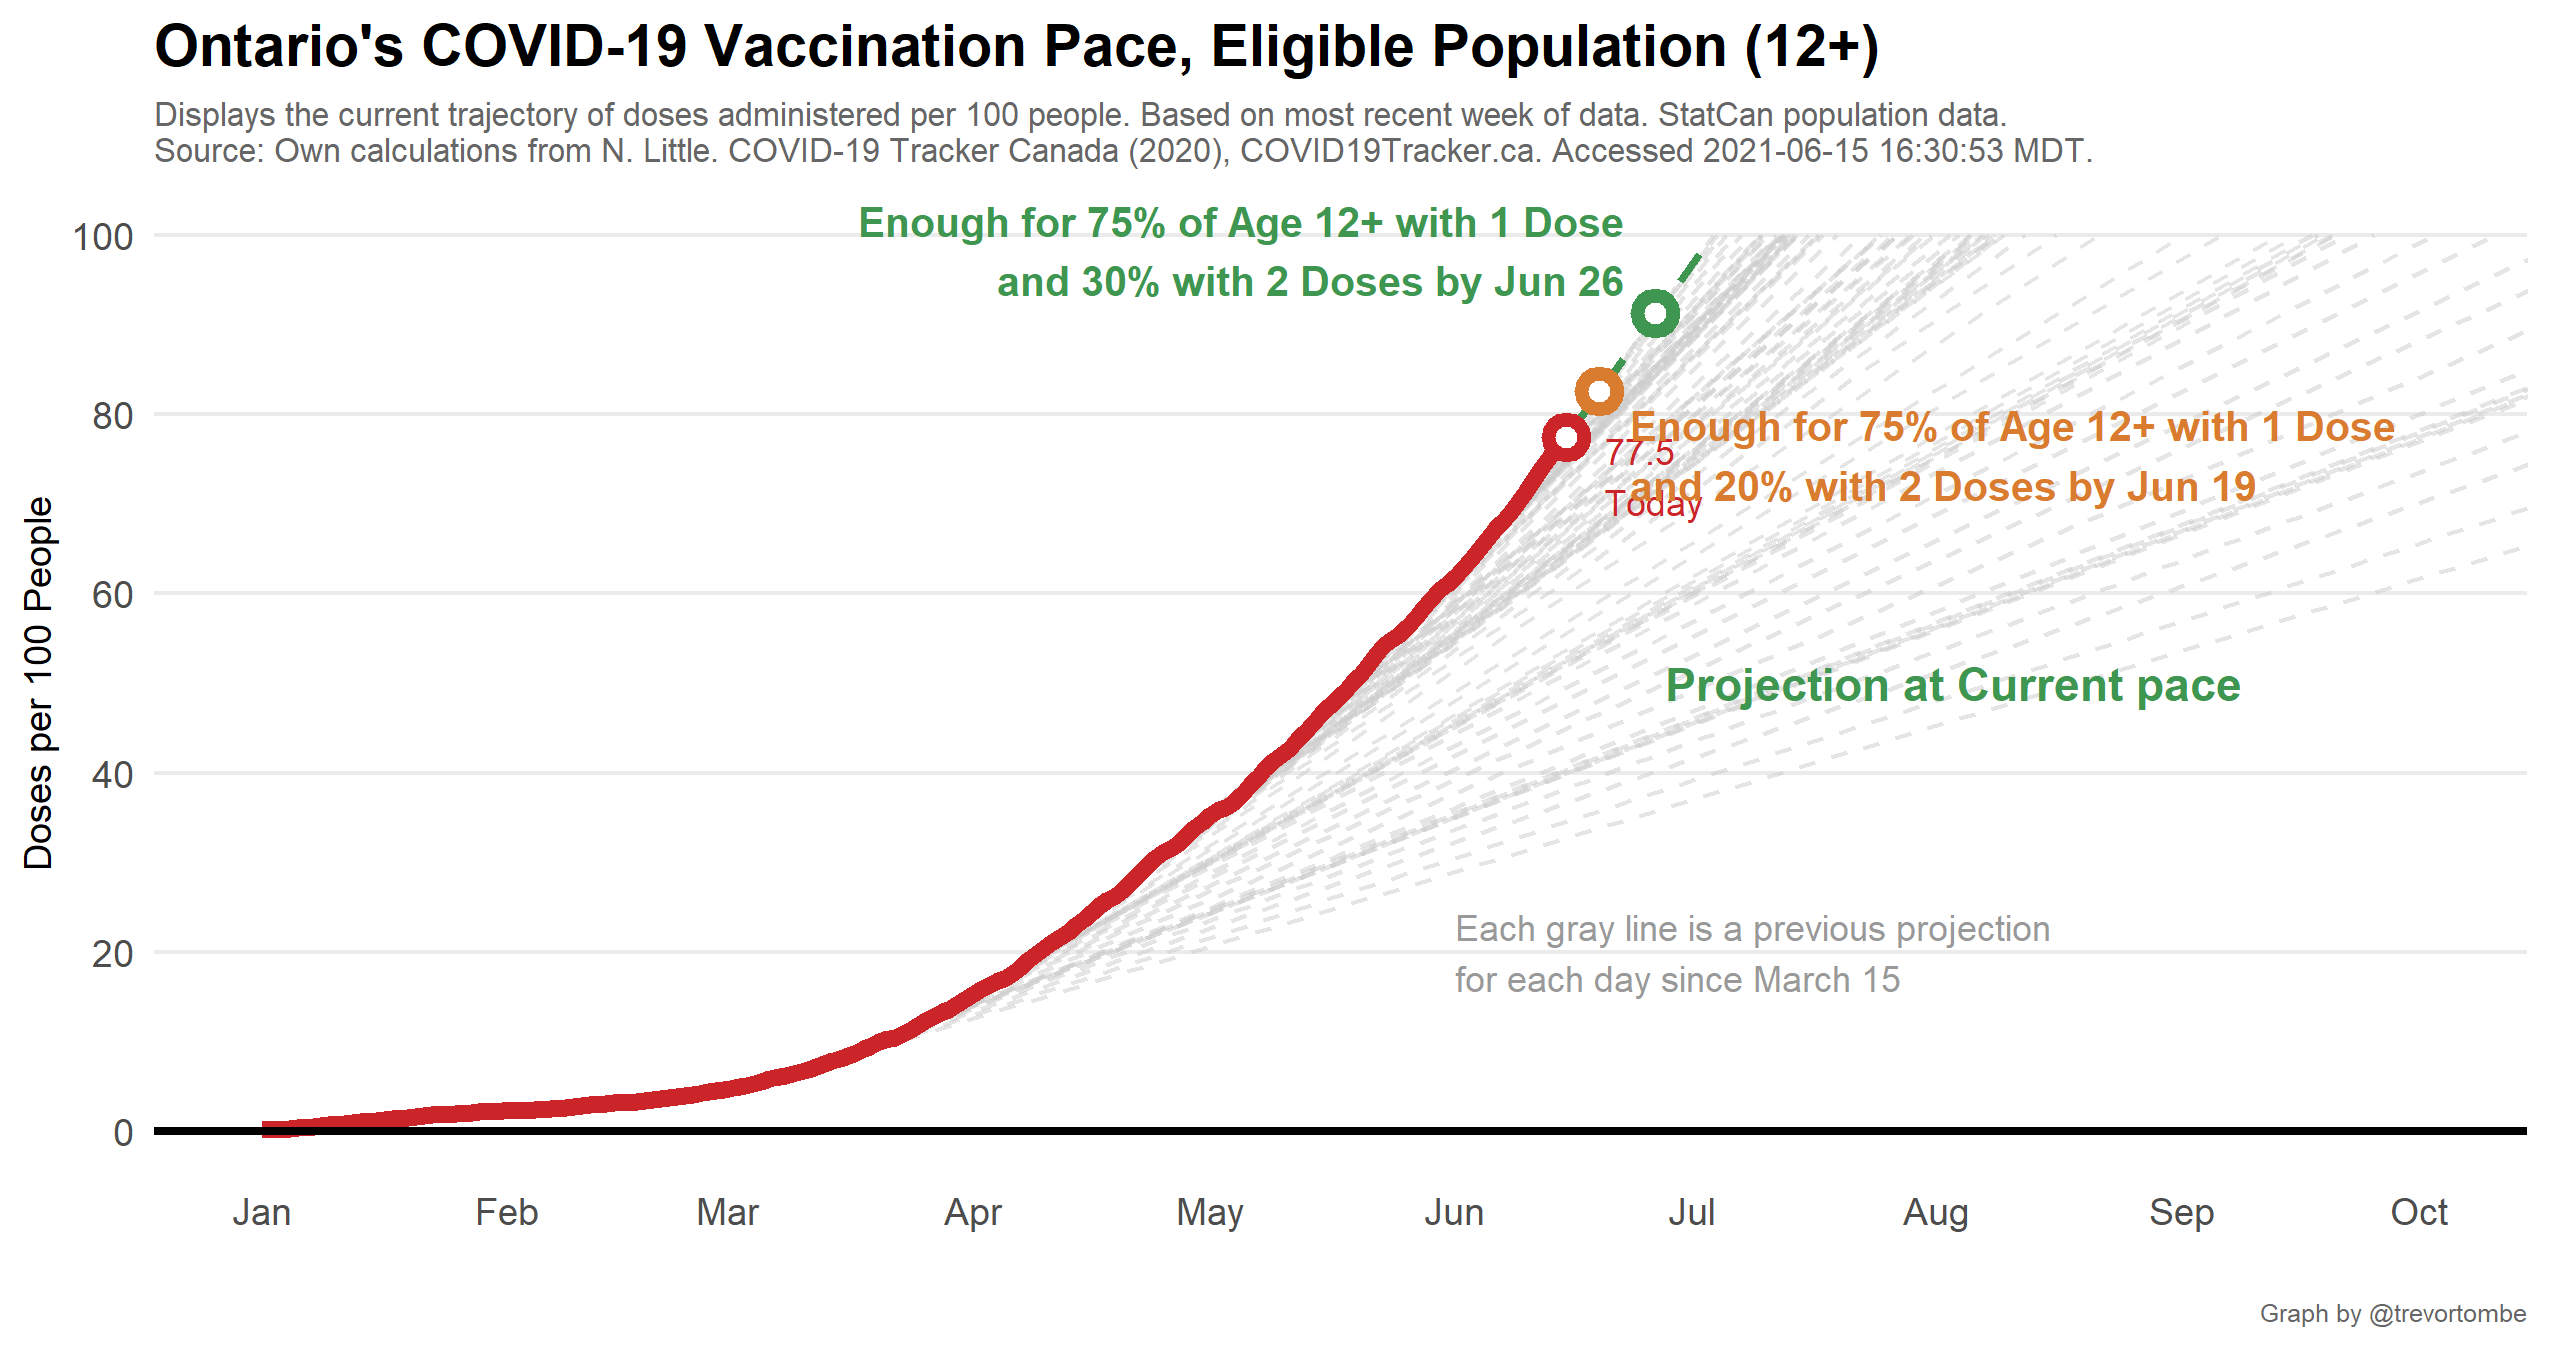 Ontario's COVID-19 Vaccination Pace, Eligible Population (12+)
Displays the current trajectory of doses administered per 100 people. Based on most recent week of data. StatCan population data.
Source: Own calculations from N. Little. COVID-19 Tracker Canada (2020), COVID19Tracker.ca. Accessed 2021-06-15 16:30:53 MDT.
Enough for 75% of Age 12+ with 1 Dose
and 30% with 2 Doses by Jun 26
Enough for 75% of Age 12+ with 1 Dose
and 20% with 2 Doses by Jun 19
77.5
Today
Projection at Current pace
Each gray line is a previous projection
for each day since March 15
Doses per 100 People
100
80
60
40
20
0
Jan Feb Mar Apr May Jun Jul Aug Sep Oct
Graph by @trevortombe